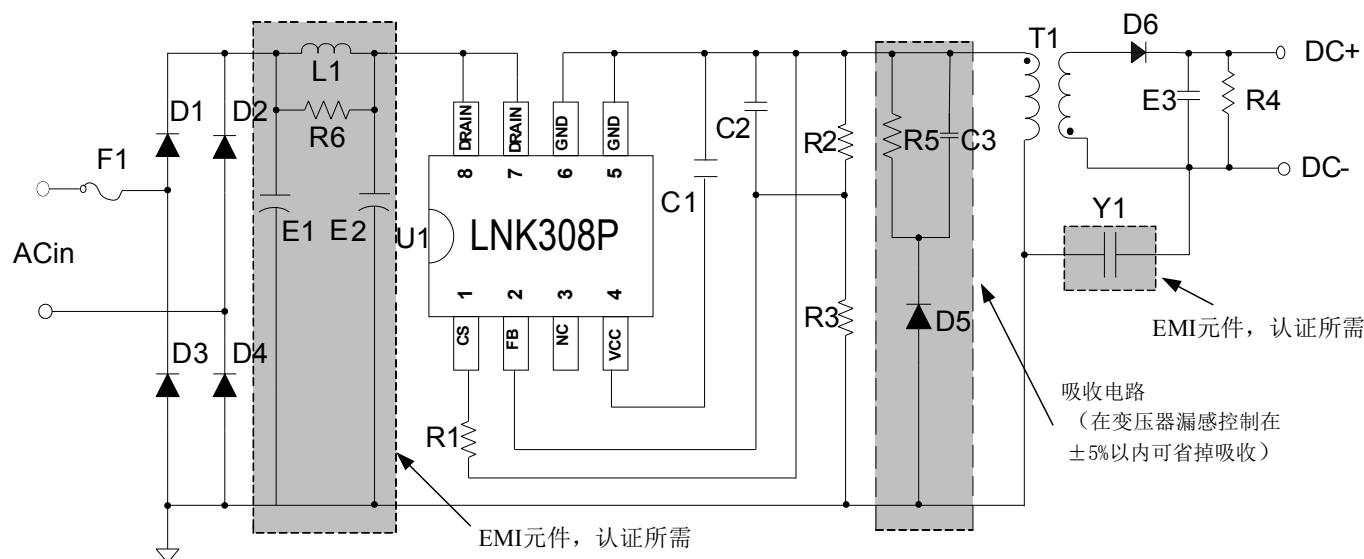 D6
T1
DC+
L1
D1
D2
R6
F1
DRAIN
DRAIN
GND
GND
8
7
6
5
C2
R2
R5
C3
E3
R4
C1
DC-
E1
E2
U1
LNK308P
Y1
ACin
1
2
3
4
R3
D5
EMI元件，认证所需
D3
D4
CS
FB
NC
VCC
吸收电路
（在变压器漏感控制在
±5%以内可省掉吸收）
R1
EMI元件，认证所需